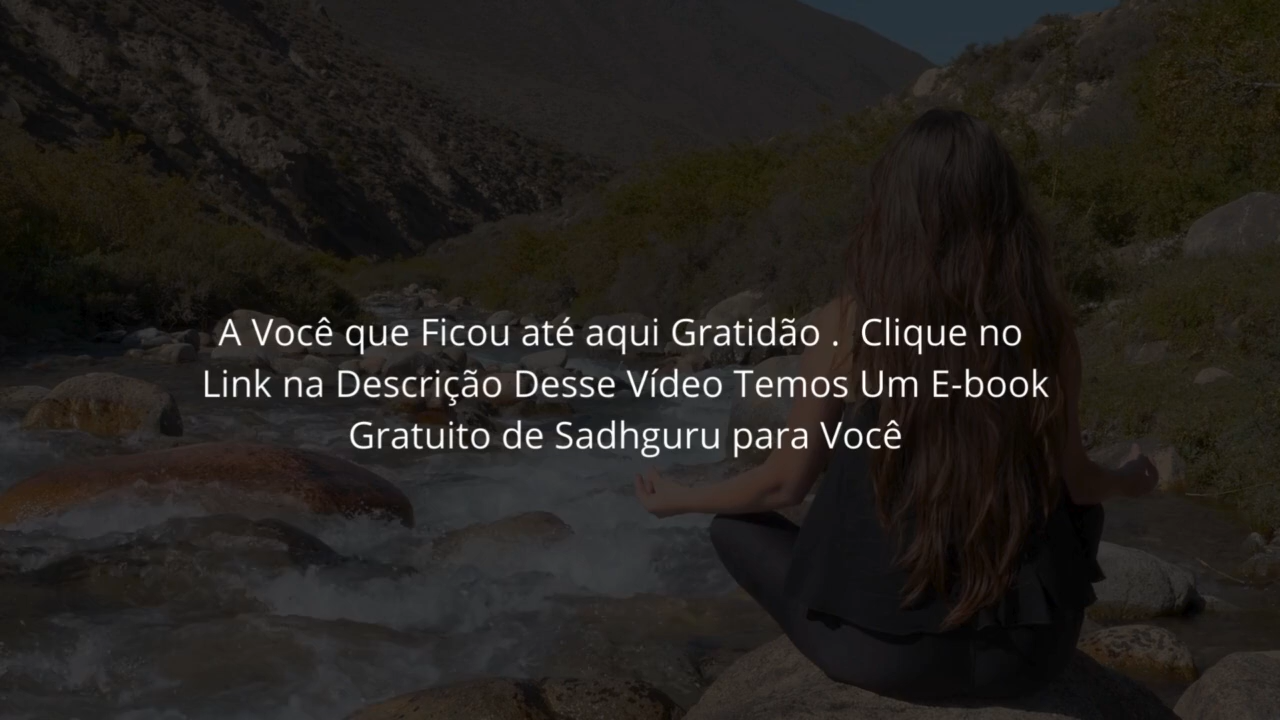 A Você que Ficou até aqui Gratidão .  Clique no
Link na Descrição Desse Vídeo Temos Um E-book
Gratuito de Sadhguru para Você